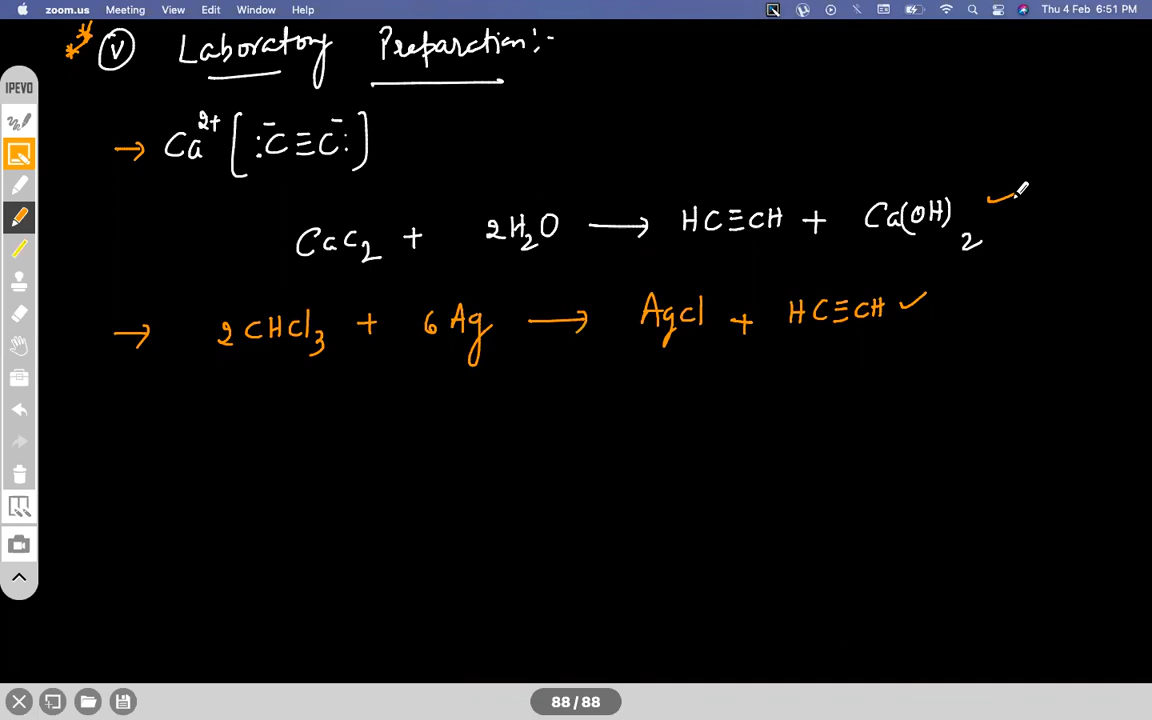 zoom.us Meeting View Edit Window Help Thu 4 Feb 6:51 PM
IPEVO
(v) Laboratory Preparation:-
→ Ca²⁺ [:C̄≡C̄:]
CaC₂ + 2H₂O ⟶ HC≡CH + Ca(OH)₂ ✓
→ 2CHCl₃ + 6Ag ⟶ AgCl + HC≡CH ✓
88 / 88